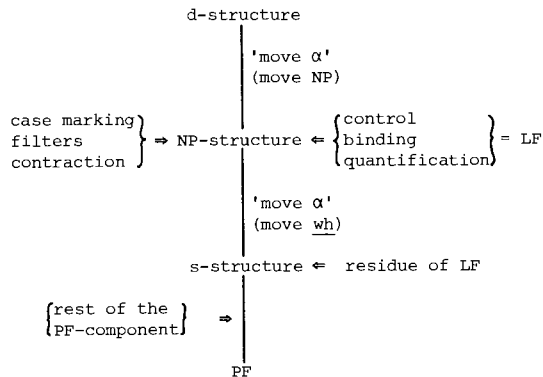 d-structure
'move α'
(move NP)
case marking
filters
contraction
⇒ NP-structure ⇐
control
binding
quantification
= LF
'move α'
(move wh)
s-structure ⇐ residue of LF
rest of the
PF-component
⇒
PF